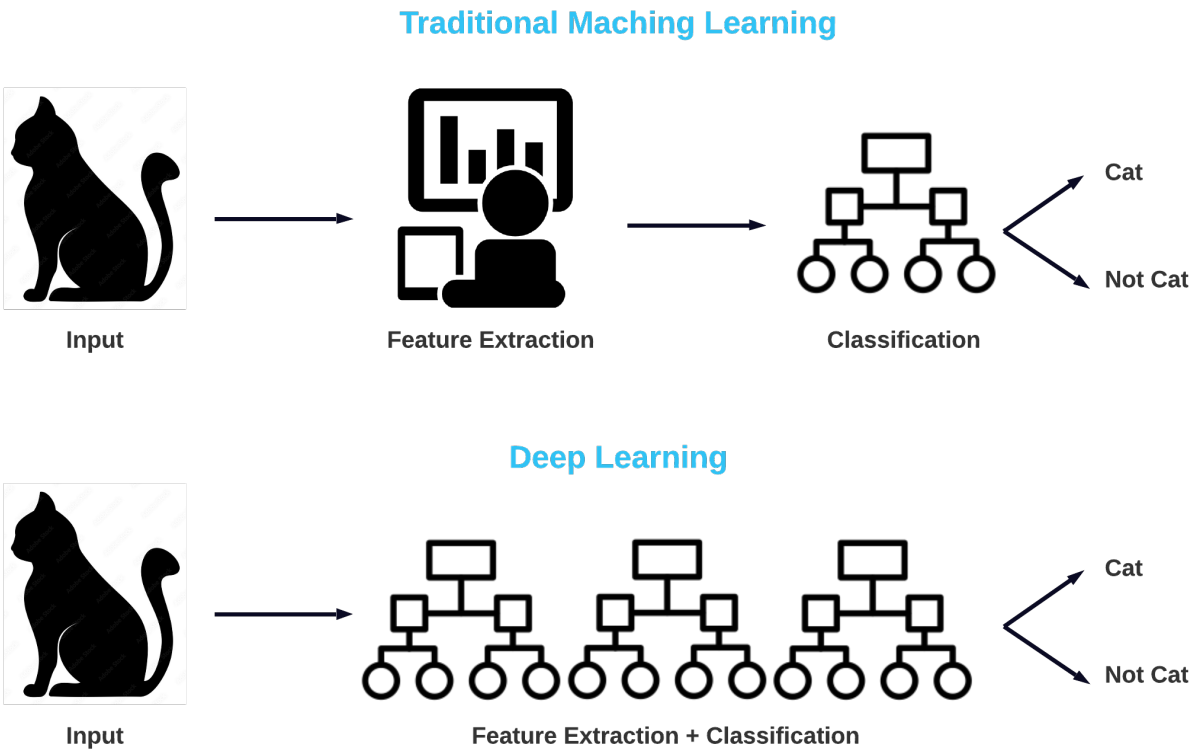 Traditional Maching Learning
Cat
Not Cat
Input
Feature Extraction
Classification
Deep Learning
Cat
Not Cat
Input
Feature Extraction + Classification